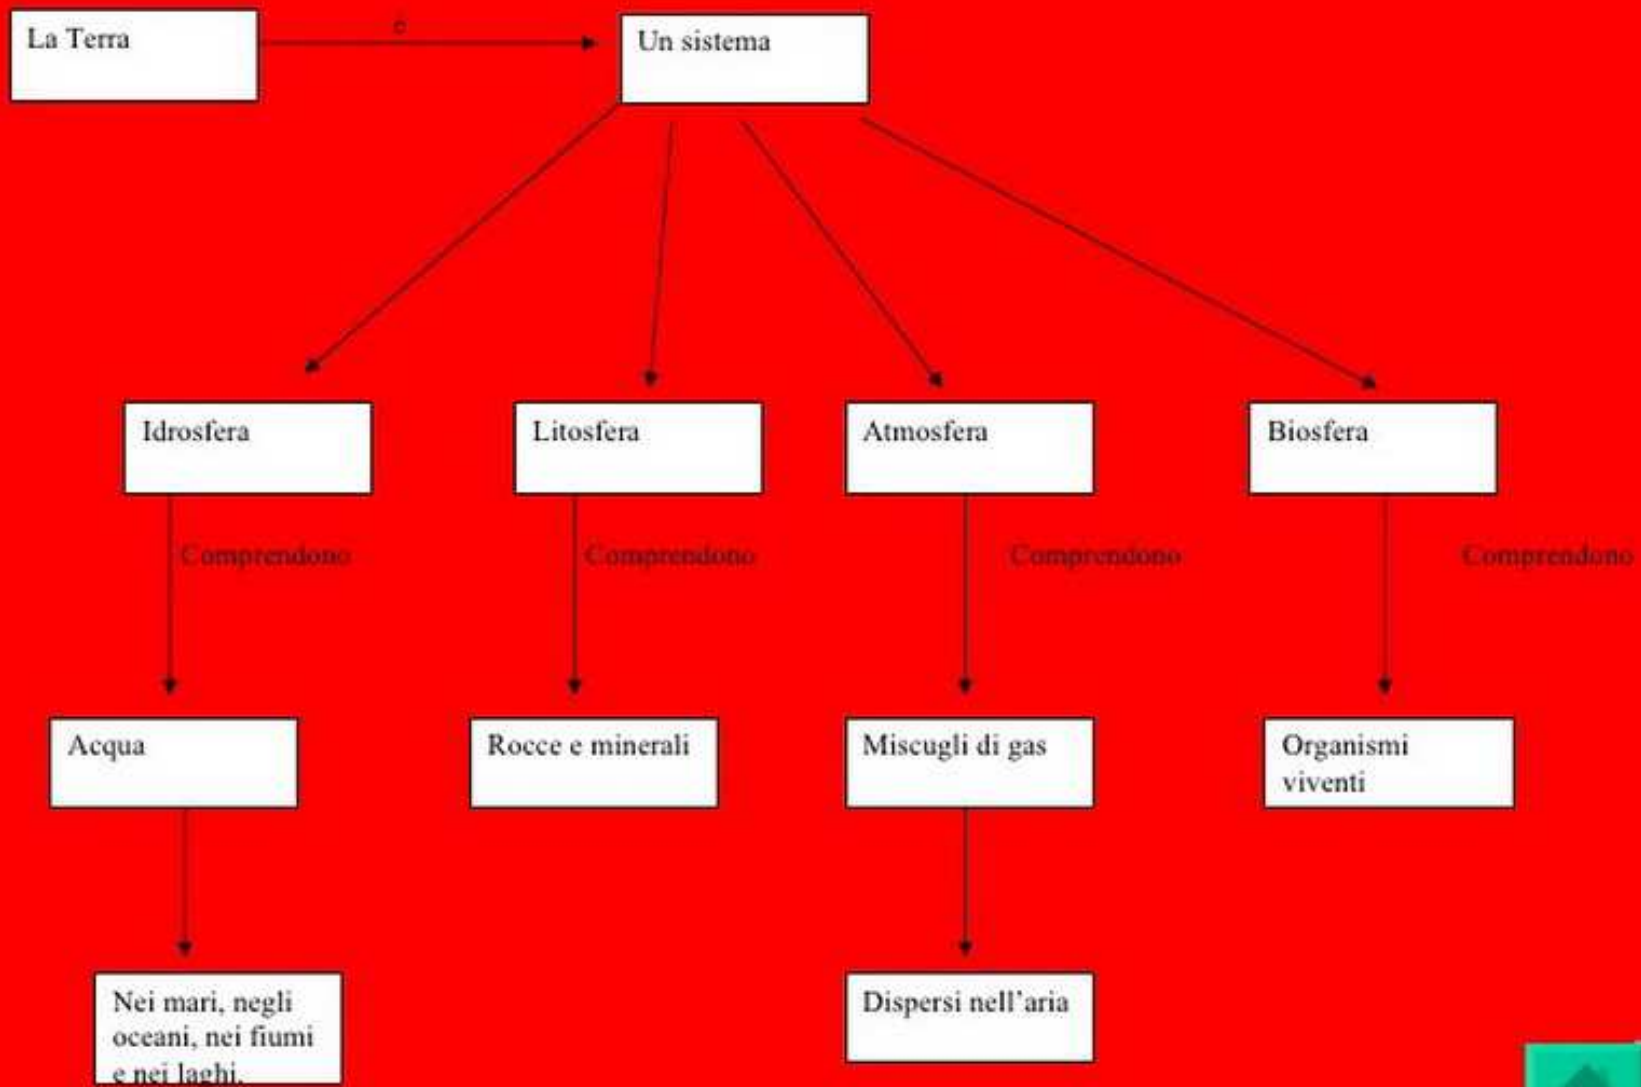 La Terra
è
Un sistema
Idrosfera
Litosfera
Atmosfera
Biosfera
Comprendono
Comprendono
Comprendono
Comprendono
Acqua
Rocce e minerali
Miscugli di gas
Organismi
viventi
Nei mari, negli
oceani, nei fiumi
e nei laghi.
Dispersi nell'aria